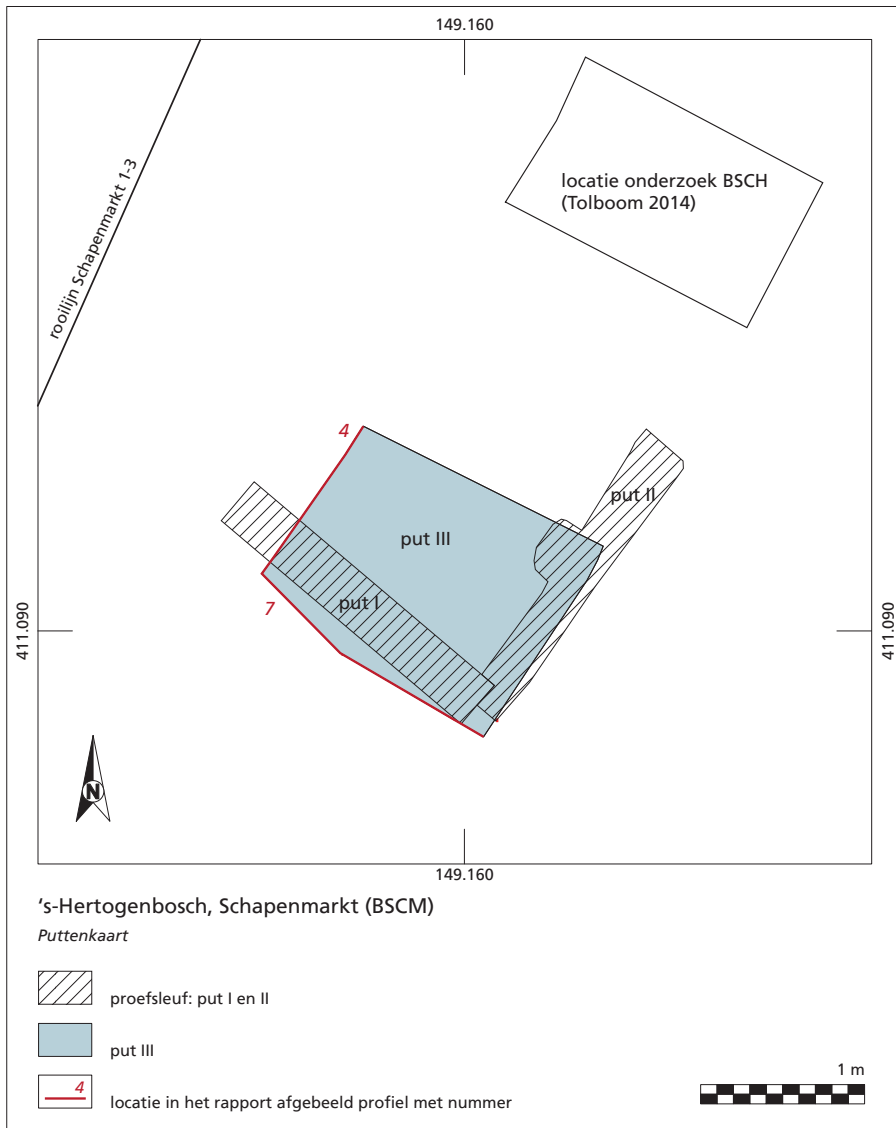 149.160
rooilijn Schapenmarkt 1-3
locatie onderzoek BSCH
(Tolboom 2014)
4
put II
put III
put I
7
411.090
411.090
N
149.160
's-Hertogenbosch, Schapenmarkt (BSCM)
Puttenkaart
proefsleuf: put I en II
put III
4
locatie in het rapport afgebeeld profiel met nummer
1 m